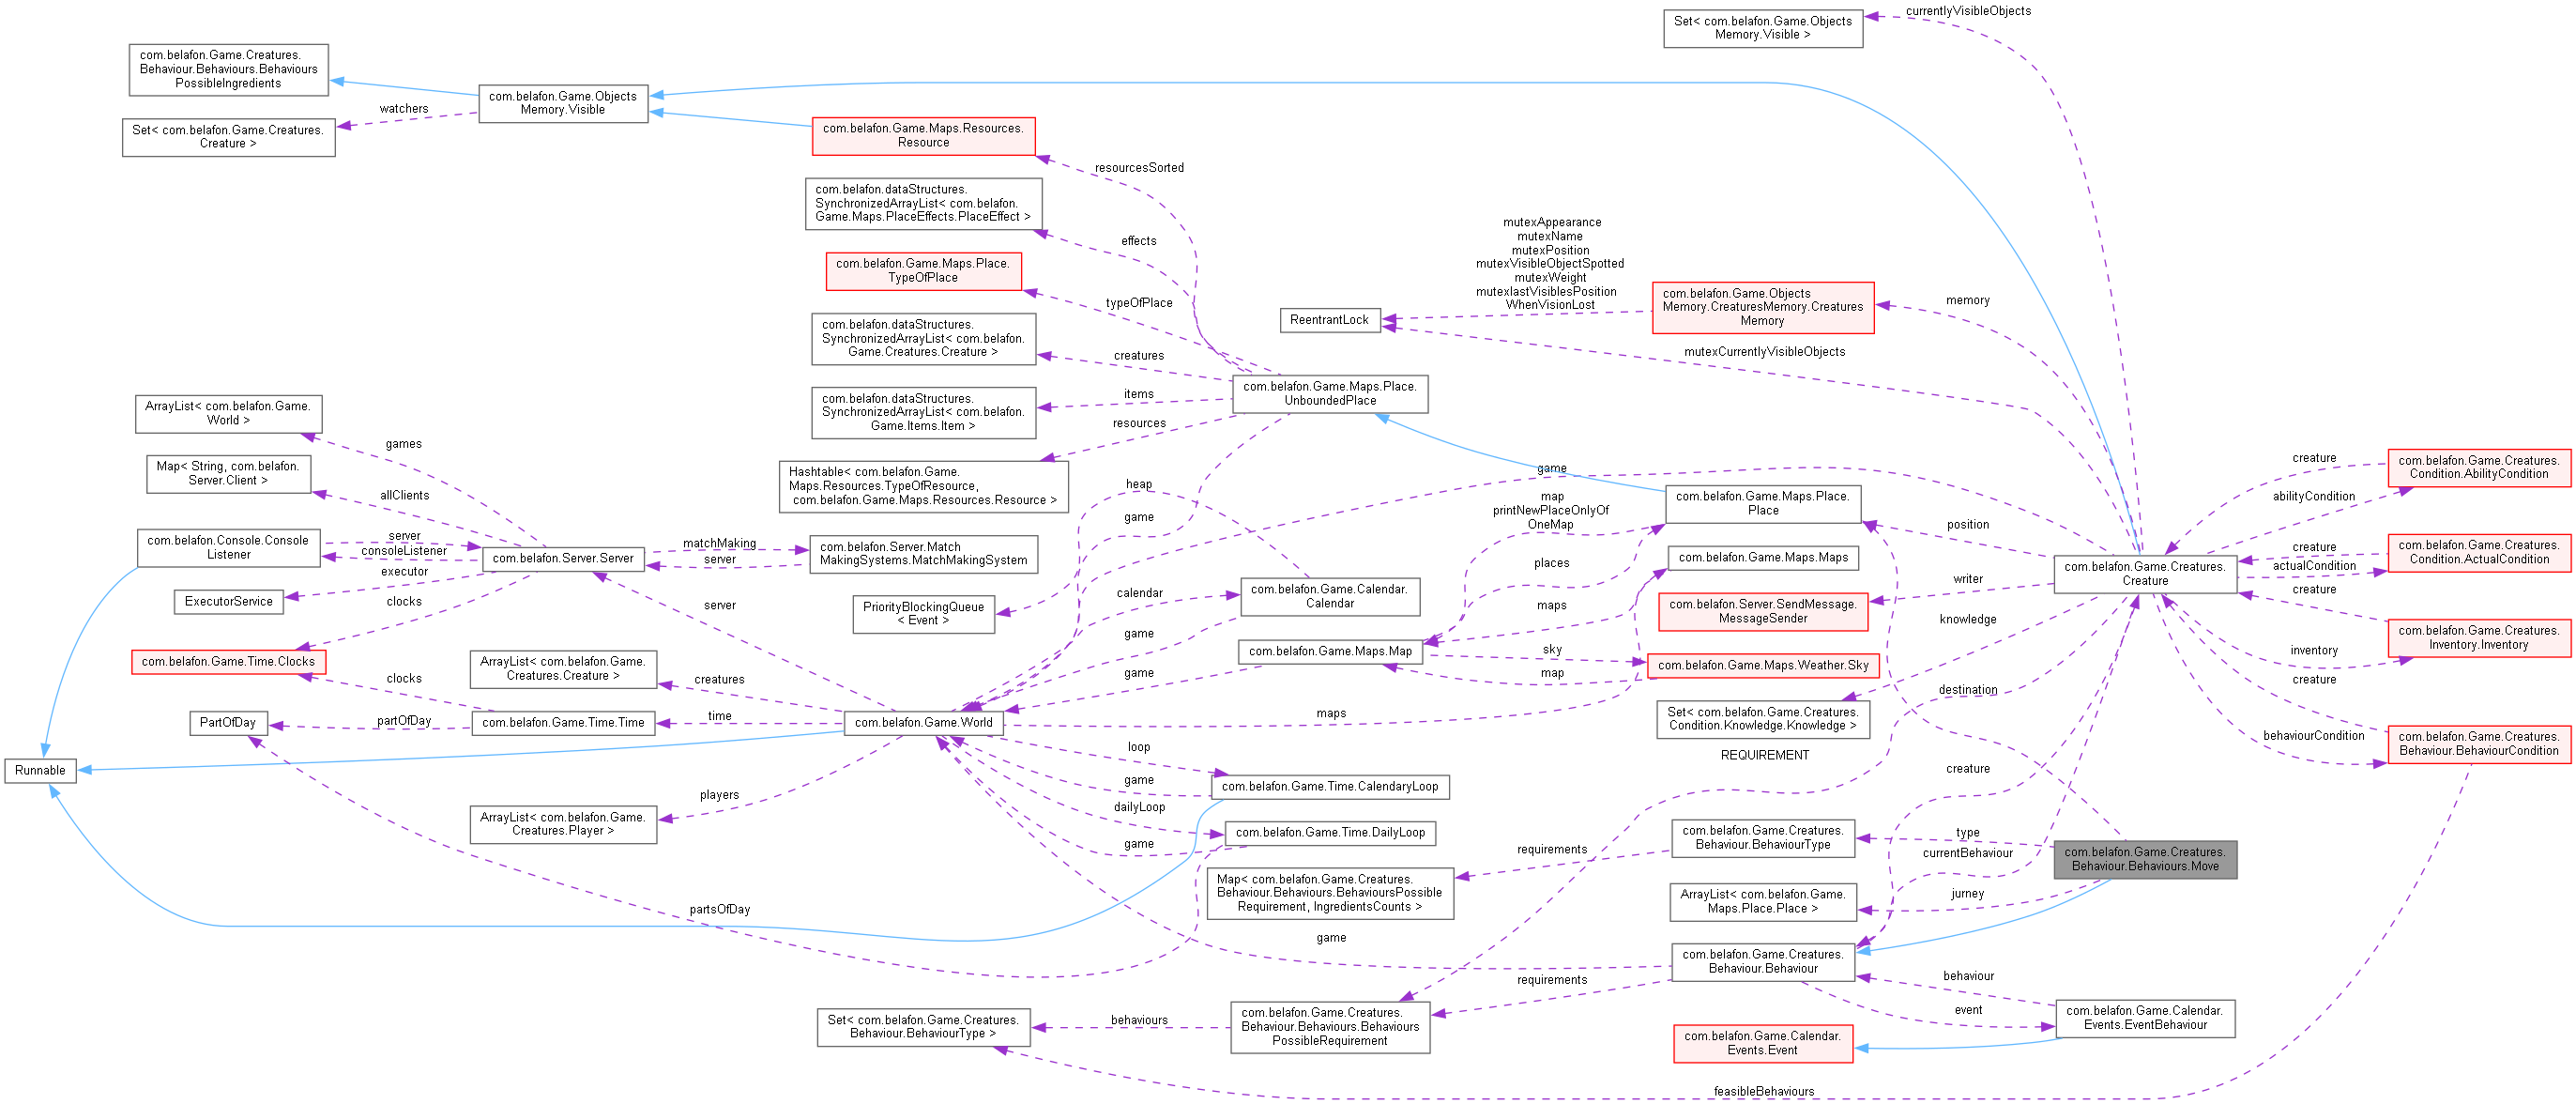 currentlyVisibleObjects
Set< com.belafon.Game.Objects
Memory.Visible >
com.belafon.Game.Creatures.
Behaviour.Behaviours.Behaviours
PossibleIngredients
com.belafon.Game.Objects
Memory.Visible
watchers
Set< com.belafon.Game.Creatures.
Creature >
com.belafon.Game.Maps.Resources.
Resource
resourcesSorted
com.belafon.dataStructures.
SynchronizedArrayList< com.belafon.
Game.Maps.PlaceEffects.PlaceEffect >
effects
com.belafon.Game.Maps.Place.
TypeOfPlace
typeOfPlace
mutexAppearance
mutexName
mutexPosition
mutexVisibleObjectSpotted
mutexWeight
mutexlastVisiblesPosition
WhenVisionLost
com.belafon.Game.Objects
Memory.CreaturesMemory.Creatures
Memory
memory
ReentrantLock
mutexCurrentlyVisibleObjects
com.belafon.dataStructures.
SynchronizedArrayList< com.belafon.
Game.Creatures.Creature >
creatures
com.belafon.Game.Maps.Place.
UnboundedPlace
com.belafon.dataStructures.
SynchronizedArrayList< com.belafon.
Game.Items.Item >
items
resources
ArrayList< com.belafon.Game.
World >
games
Map< String, com.belafon.
Server.Client >
allClients
Hashtable< com.belafon.Game.
Maps.Resources.TypeOfResource,
com.belafon.Game.Maps.Resources.Resource >
heap
game
game
map
printNewPlaceOnlyOf
OneMap
com.belafon.Game.Maps.Place.
Place
position
creature
com.belafon.Game.Creatures.
Condition.AbilityCondition
abilityCondition
com.belafon.Console.Console
Listener
server
consoleListener
com.belafon.Server.Server
matchMaking
server
com.belafon.Server.Match
MakingSystems.MatchMakingSystem
executor
ExecutorService
clocks
places
com.belafon.Game.Maps.Maps
com.belafon.Game.Creatures.
Creature
creature
actualCondition
com.belafon.Game.Creatures.
Condition.ActualCondition
PriorityBlockingQueue
< Event >
server
calendar
com.belafon.Game.Calendar.
Calendar
game
maps
writer
com.belafon.Server.SendMessage.
MessageSender
knowledge
creature
com.belafon.Game.Creatures.
Inventory.Inventory
inventory
com.belafon.Game.Time.Clocks
clocks
ArrayList< com.belafon.Game.
Creatures.Creature >
creatures
com.belafon.Game.Maps.Map
game
sky
map
com.belafon.Game.Maps.Weather.Sky
creature
destination
Set< com.belafon.Game.Creatures.
Condition.Knowledge.Knowledge >
PartOfDay
partOfDay
com.belafon.Game.Time.Time
time
com.belafon.Game.World
maps
REQUIREMENT
behaviourCondition
com.belafon.Game.Creatures.
Behaviour.BehaviourCondition
Runnable
loop
game
com.belafon.Game.Time.CalendaryLoop
creature
ArrayList< com.belafon.Game.
Creatures.Player >
players
dailyLoop
game
com.belafon.Game.Time.DailyLoop
com.belafon.Game.Creatures.
Behaviour.BehaviourType
type
requirements
currentBehaviour
com.belafon.Game.Creatures.
Behaviour.Behaviours.Move
Map< com.belafon.Game.Creatures.
Behaviour.Behaviours.BehavioursPossible
Requirement, IngredientsCounts >
ArrayList< com.belafon.Game.
Maps.Place.Place >
jurney
partsOfDay
game
com.belafon.Game.Creatures.
Behaviour.Behaviour
requirements
behaviour
event
com.belafon.Game.Calendar.
Events.EventBehaviour
Set< com.belafon.Game.Creatures.
Behaviour.BehaviourType >
behaviours
com.belafon.Game.Creatures.
Behaviour.Behaviours.Behaviours
PossibleRequirement
com.belafon.Game.Calendar.
Events.Event
feasibleBehaviours